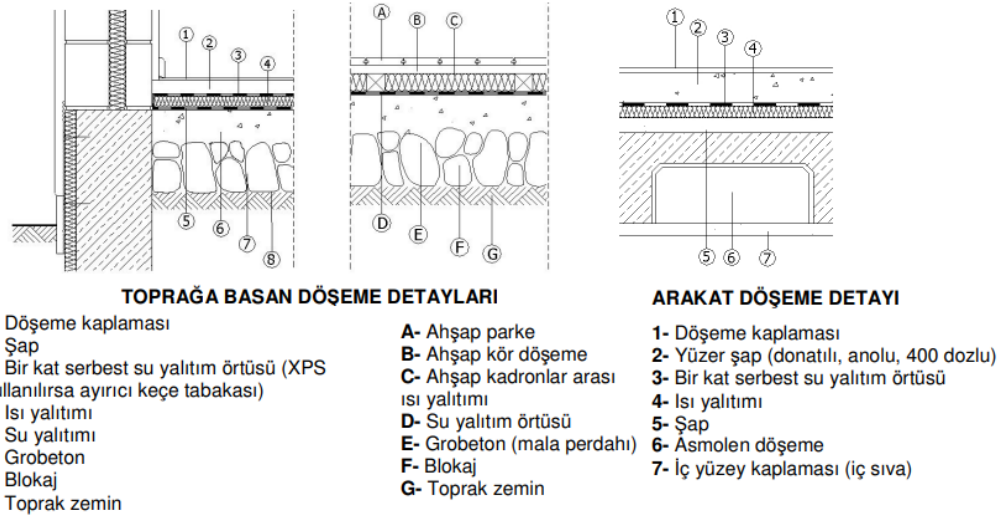 1
2
3
4
5
6
7
8
A
B
C
D
E
F
G
1
2
3
4
5
6
7
TOPRAĞA BASAN DÖŞEME DETAYLARI
Döşeme kaplaması
Şap
Bir kat serbest su yalıtım örtüsü (XPS
ullanılırsa ayırıcı keçe tabakası)
Isı yalıtımı
Su yalıtımı
Grobeton
Blokaj
Toprak zemin
A- Ahşap parke
B- Ahşap kör döşeme
C- Ahşap kadronlar arası
ısı yalıtımı
D- Su yalıtım örtüsü
E- Grobeton (mala perdahı)
F- Blokaj
G- Toprak zemin
ARAKAT DÖŞEME DETAYI
1- Döşeme kaplaması
2- Yüzer şap (donatılı, anolu, 400 dozlu)
3- Bir kat serbest su yalıtım örtüsü
4- Isı yalıtımı
5- Şap
6- Asmolen döşeme
7- İç yüzey kaplaması (iç sıva)